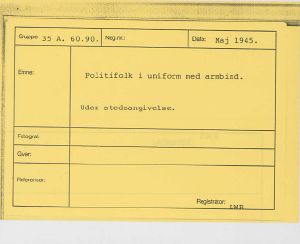 Gruppe 35 A. 60.90. Neg.nr.: Dato: Maj 1945.
Emne: Politifolk i uniform med armbind.
Uden stedsangivelse.
Fotograf:
Giver:
Referencer:
Registrator: